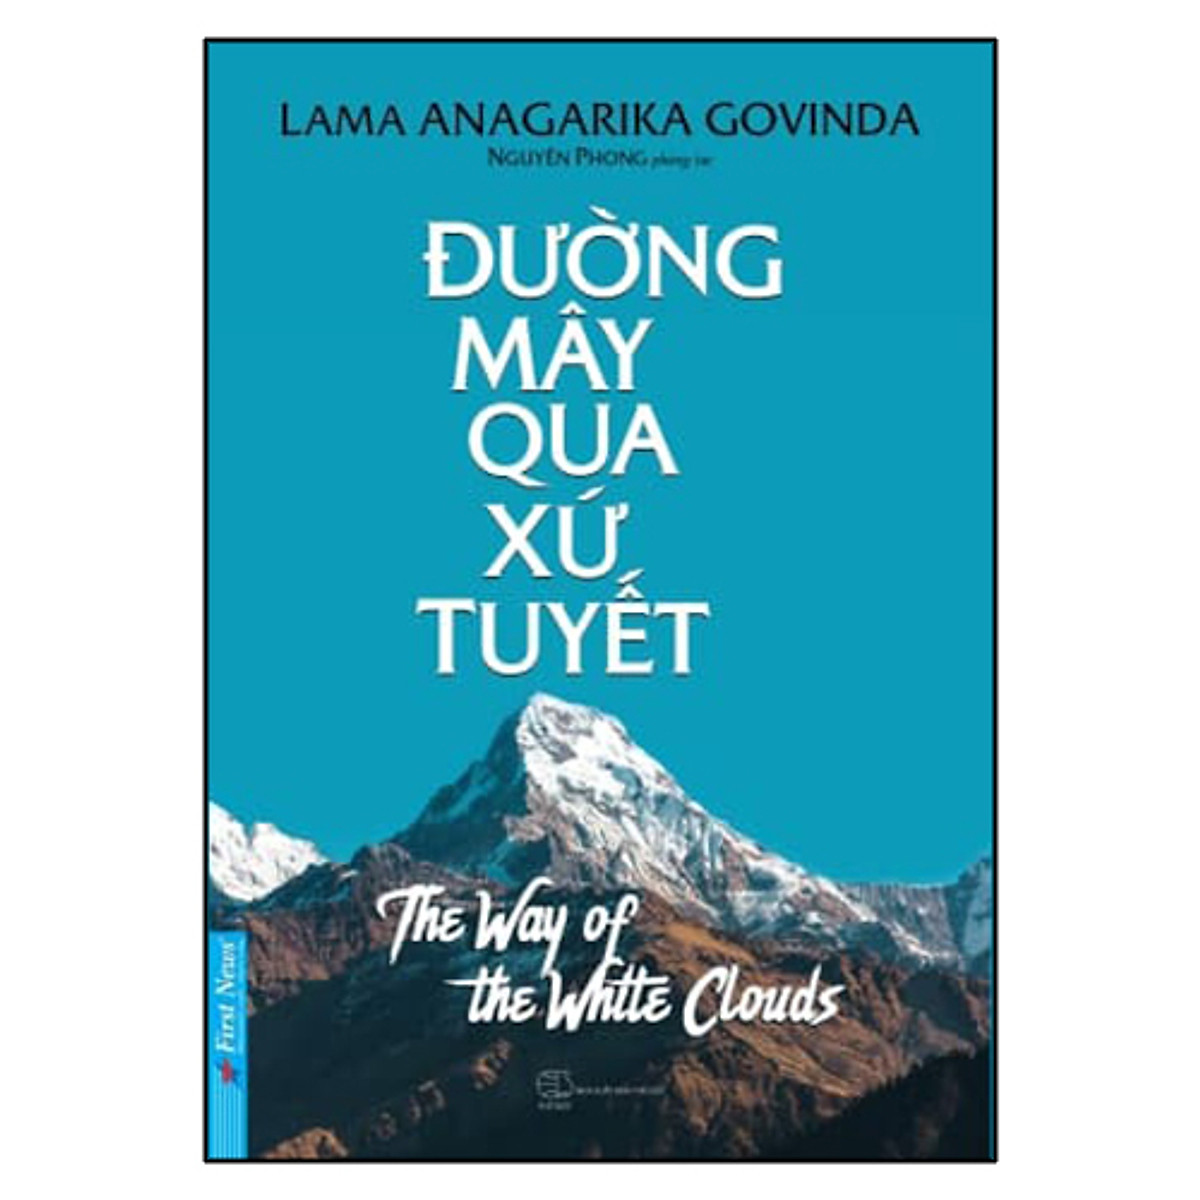 LAMA ANAGARIKA GOVINDA
NGUYÊN PHONG phóng tác
ĐƯỜNG
MÂY
QUA
XỨ
TUYẾT
The Way of
the White Clouds
First News